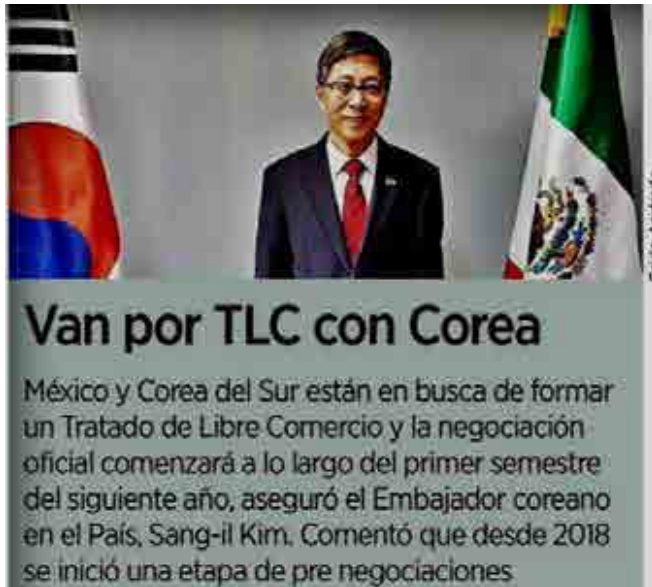 Van por TLC con Corea
México y Corea del Sur están en busca de formar
un Tratado de Libre Comercio y la negociación
oficial comenzará a lo largo del primer semestre
del siguiente año, aseguró el Embajador coreano
en el País, Sang-il Kim. Comentó que desde 2018
se inició una etapa de pre negociaciones